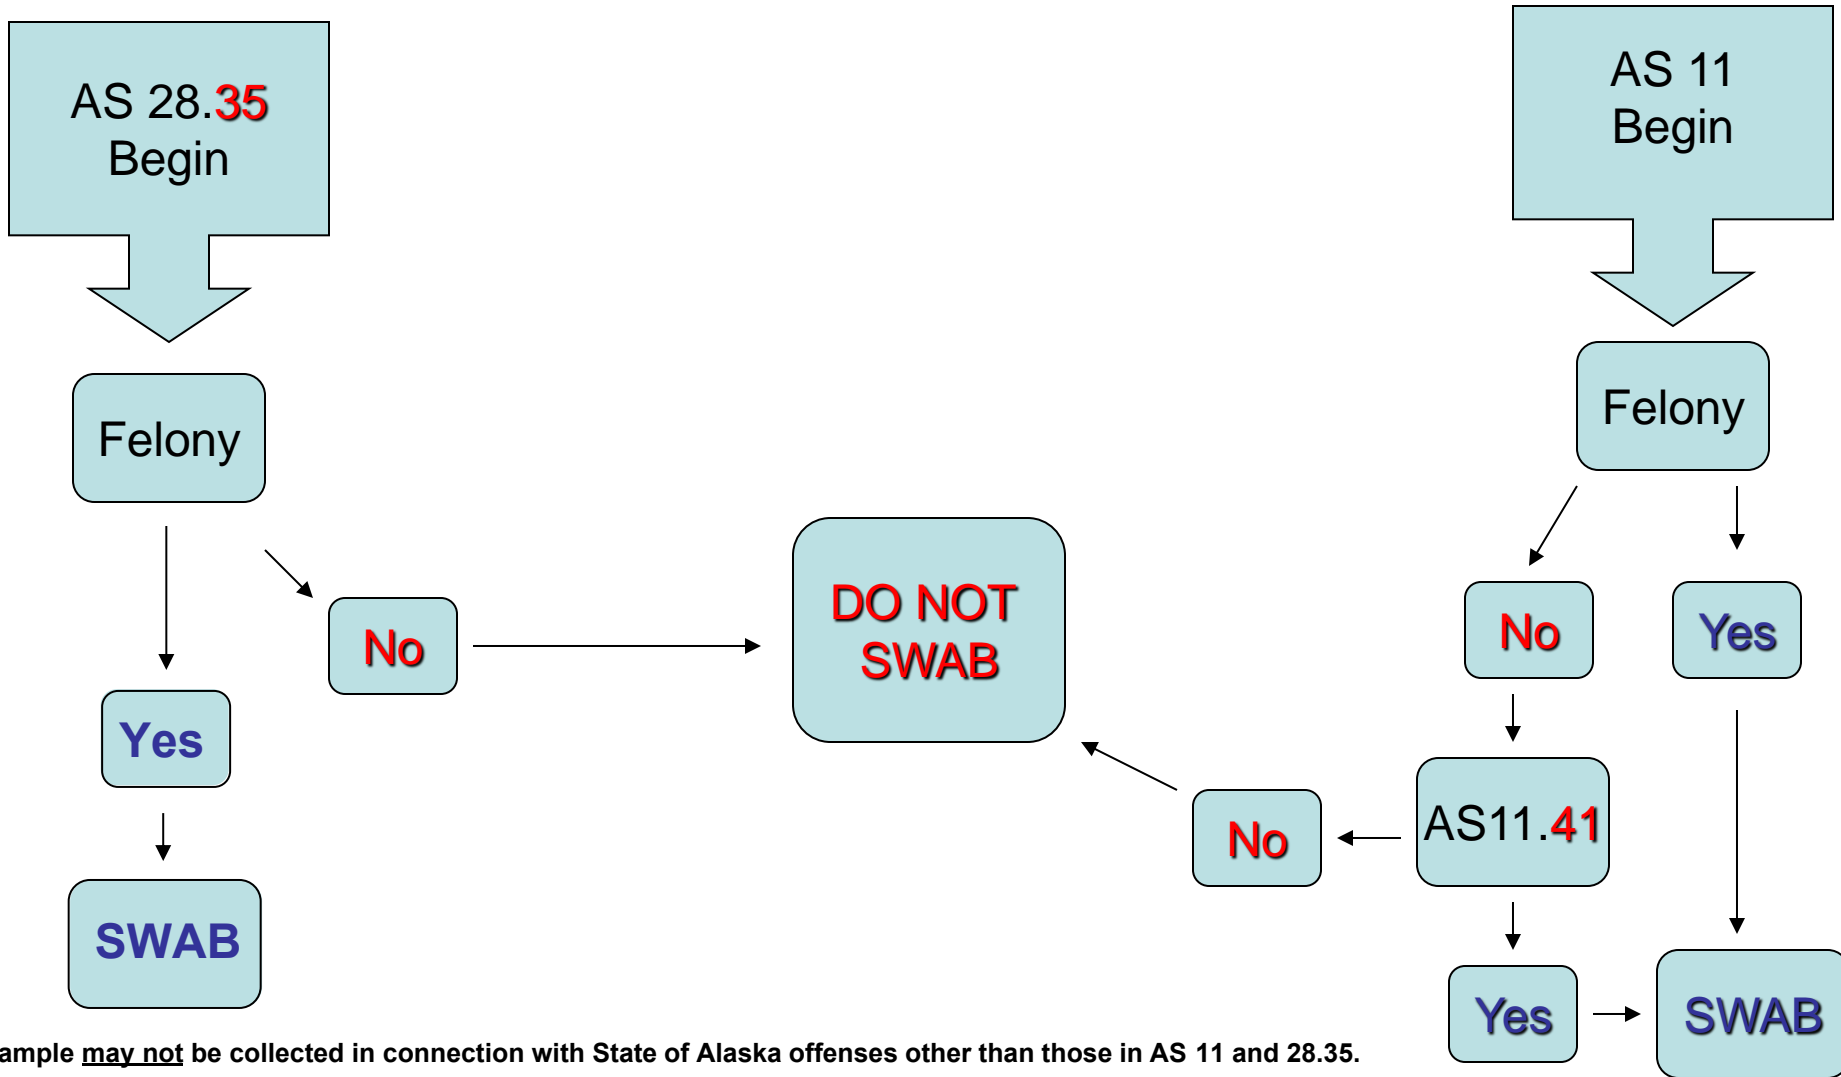 AS 28.35
Begin
Felony
No
Yes
SWAB
DO NOT
SWAB
AS 11
Begin
Felony
No
Yes
AS11.41
No
Yes
SWAB
may not be collected in connection with State of Alaska offenses other than those in AS 11 and 28.35.